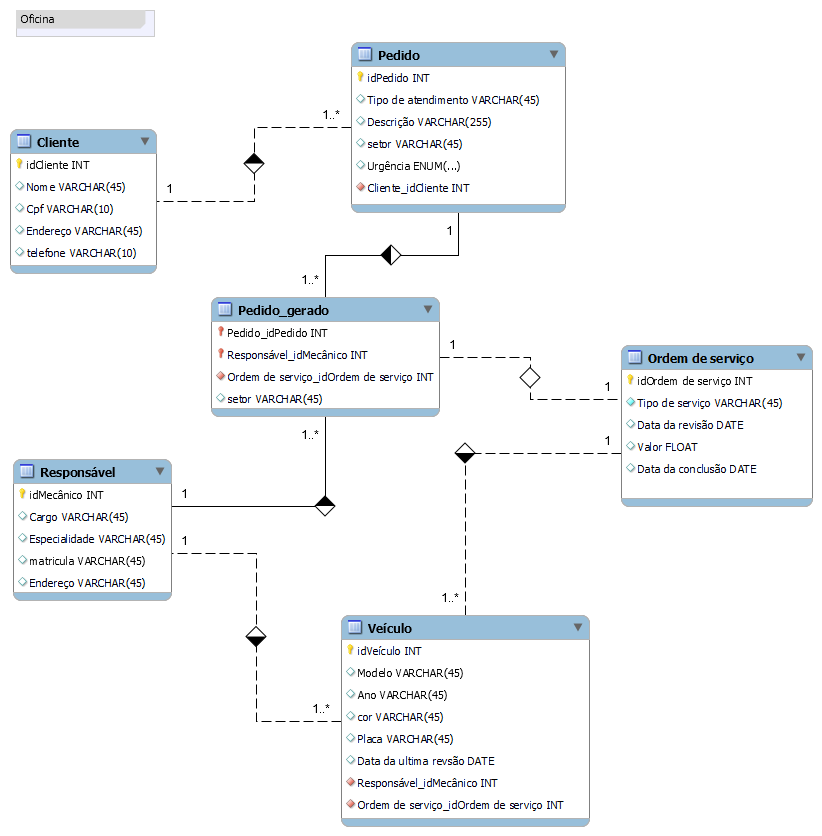 Oficina
Pedido
idPedido INT
Tipo de atendimento VARCHAR(45)
Descrição VARCHAR(255)
setor VARCHAR(45)
Urgência ENUM(...)
Cliente_idCliente INT
1..*
1
Cliente
idCliente INT
Nome VARCHAR(45)
Cpf VARCHAR(10)
Endereço VARCHAR(45)
telefone VARCHAR(10)
1
1..*
Pedido_gerado
Pedido_idPedido INT
Responsável_idMecânico INT
Ordem de serviço_idOrdem de serviço INT
setor VARCHAR(45)
1
1
Ordem de serviço
idOrdem de serviço INT
Tipo de serviço VARCHAR(45)
Data da revisão DATE
Valor FLOAT
Data da conclusão DATE
1
1..*
1..*
Responsável
idMecânico INT
Cargo VARCHAR(45)
Especialidade VARCHAR(45)
matricula VARCHAR(45)
Endereço VARCHAR(45)
1
1
1..*
Veículo
idVeículo INT
Modelo VARCHAR(45)
Ano VARCHAR(45)
cor VARCHAR(45)
Placa VARCHAR(45)
Data da ultima revsão DATE
Responsável_idMecânico INT
Ordem de serviço_idOrdem de serviço INT